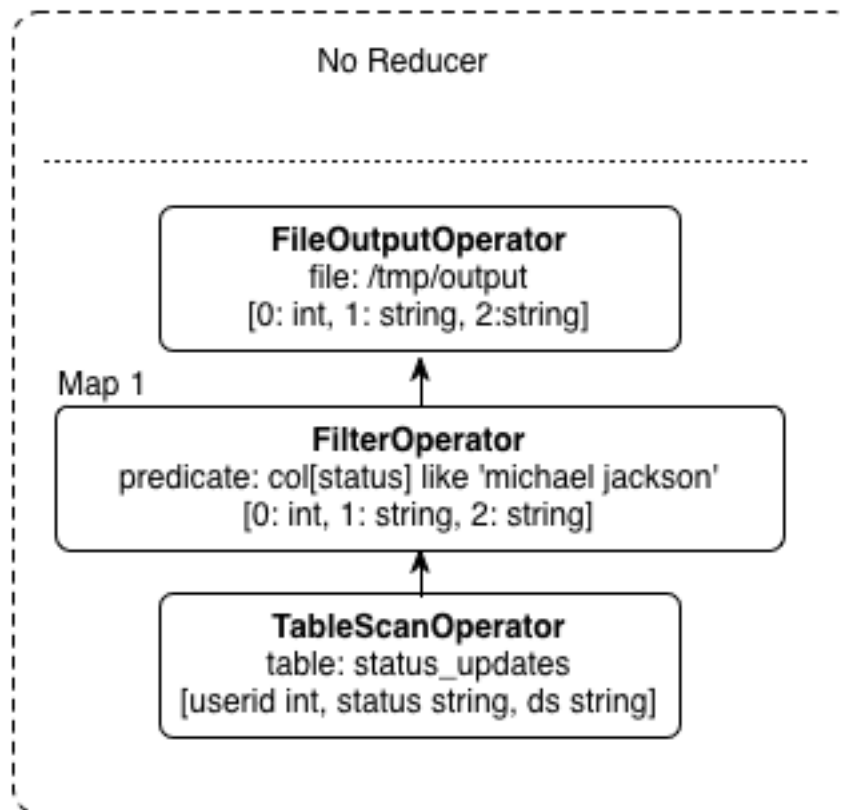 No Reducer
FileOutputOperator
file: /tmp/output
[0: int, 1: string, 2:string]
Map 1
FilterOperator
predicate: col[status] like 'michael jackson'
[0: int, 1: string, 2: string]
TableScanOperator
table: status_updates
[userid int, status string, ds string]